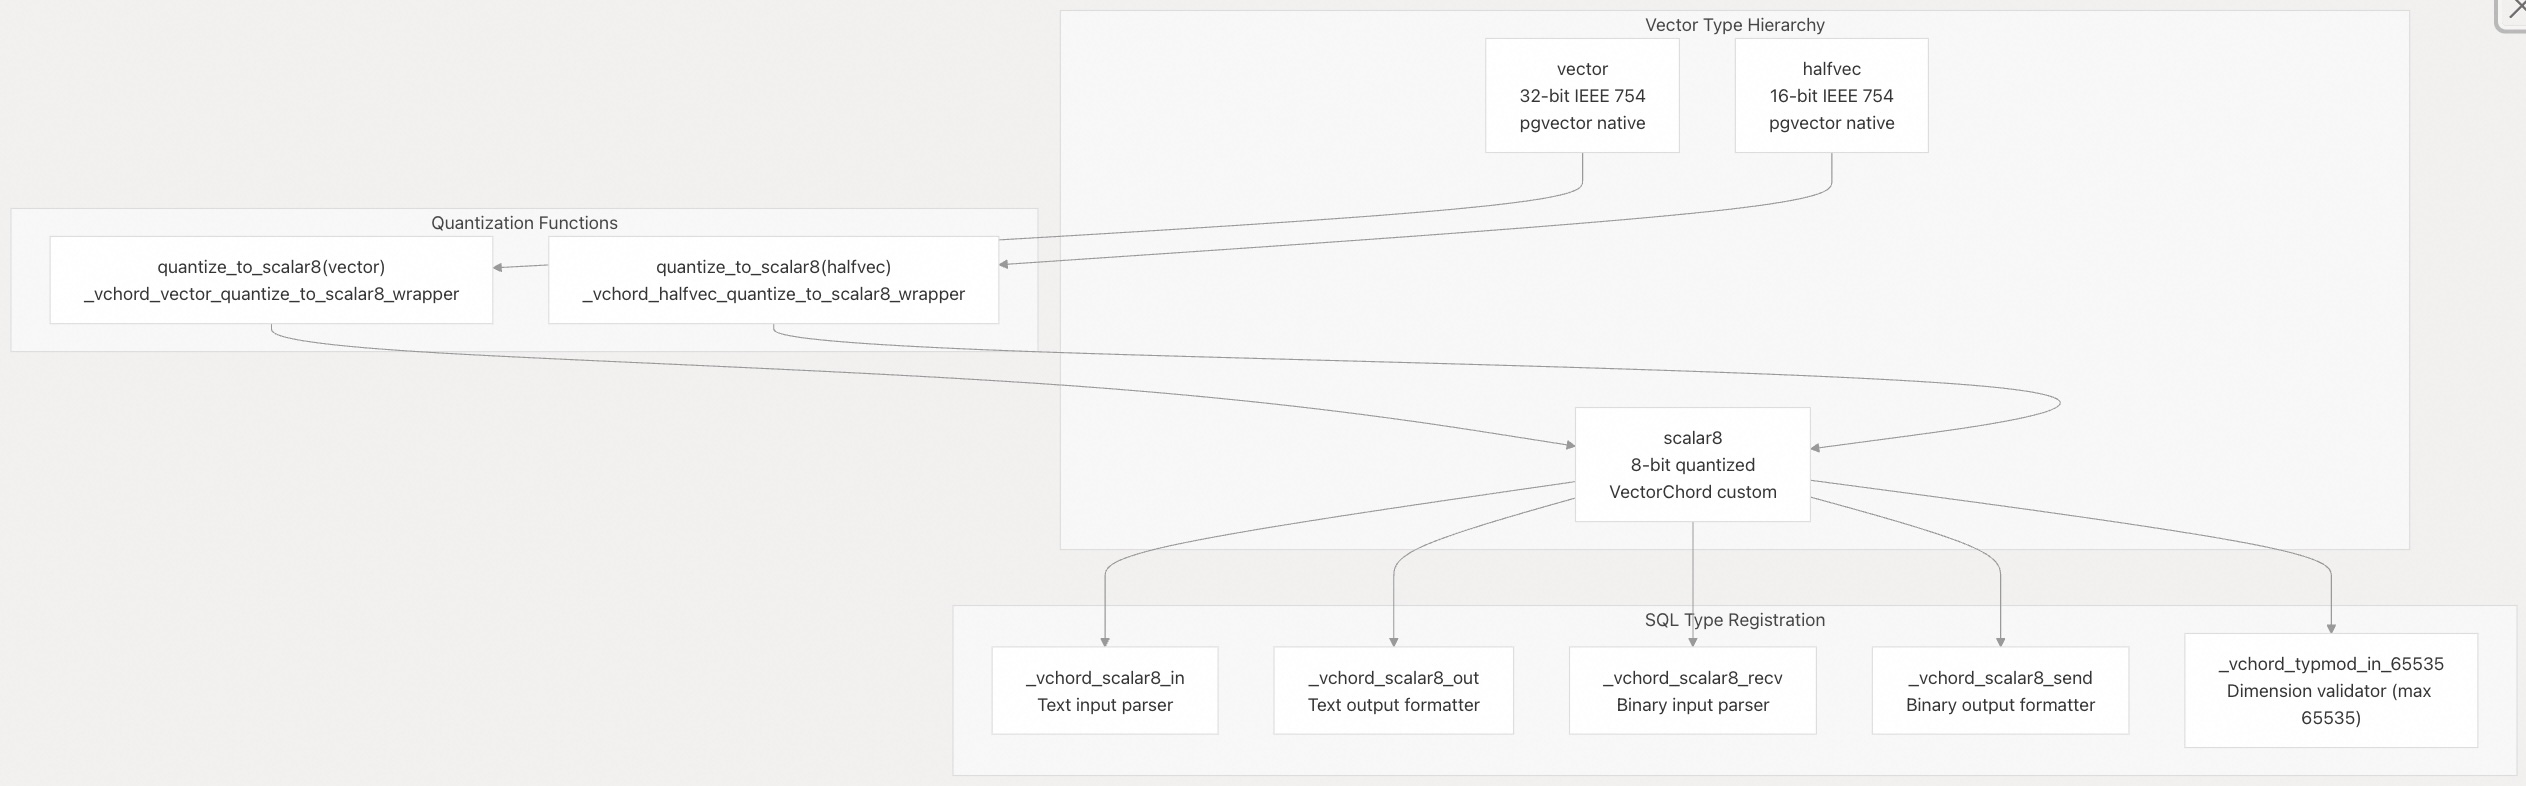 Vector Type Hierarchy
vector
32-bit IEEE 754
pgvector native
halfvec
16-bit IEEE 754
pgvector native
Quantization Functions
quantize_to_scalar8(vector)
_vchord_vector_quantize_to_scalar8_wrapper
quantize_to_scalar8(halfvec)
_vchord_halfvec_quantize_to_scalar8_wrapper
scalar8
8-bit quantized
VectorChord custom
SQL Type Registration
_vchord_scalar8_in
Text input parser
_vchord_scalar8_out
Text output formatter
_vchord_scalar8_recv
Binary input parser
_vchord_scalar8_send
Binary output formatter
_vchord_typmod_in_65535
Dimension validator (max
65535)